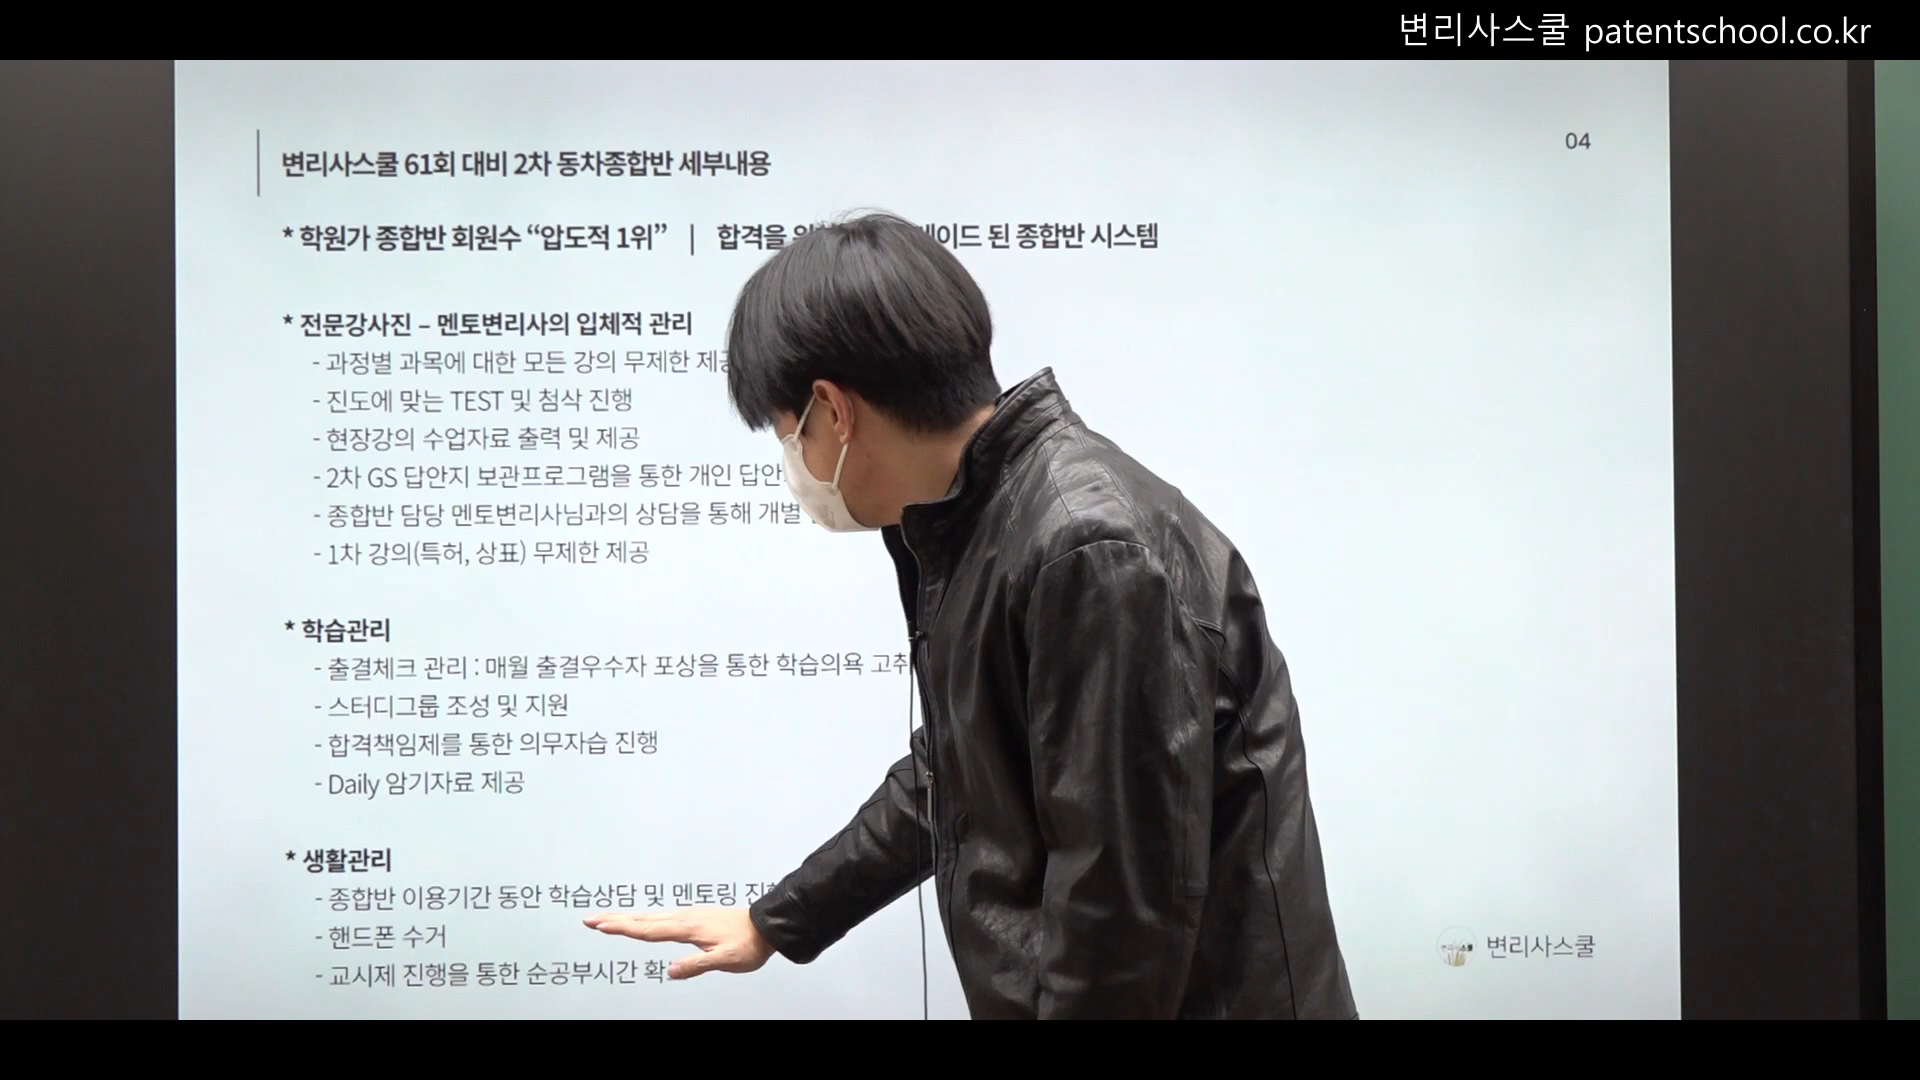 변리사스쿨 patentschool.co.kr
04
변리사스쿨 61회 대비 2차 동차종합반 세부내용
* 학원가 종합반 회원수 “압도적 1위” | 합격을 된 종합반 시스템
* 전문강사진 – 멘토변리사의 입체적 관리
- 과정별 과목에 대한 모든 강의 무제한
- 진도에 맞는 TEST 및 첨삭 진행
- 현장강의 수업자료 출력 및 제공
- 2차 GS 답안지 보관프로그램을 통한 개인
- 종합반 담당 멘토변리사님과의 상담을 통해 개별
- 1차 강의(특허, 상표) 무제한 제공
* 학습관리
- 출결체크 관리 : 매월 출결우수자 포상을 통한 학습의욕 고취
- 스터디그룹 조성 및 지원
- 합격책임제를 통한 의무자습 진행
- Daily 암기자료 제공
* 생활관리
- 종합반 이용기간 동안 학습상담 및 멘토링
- 핸드폰 수거
- 교시제 진행을 통한 순공부시간
변리사스쿨